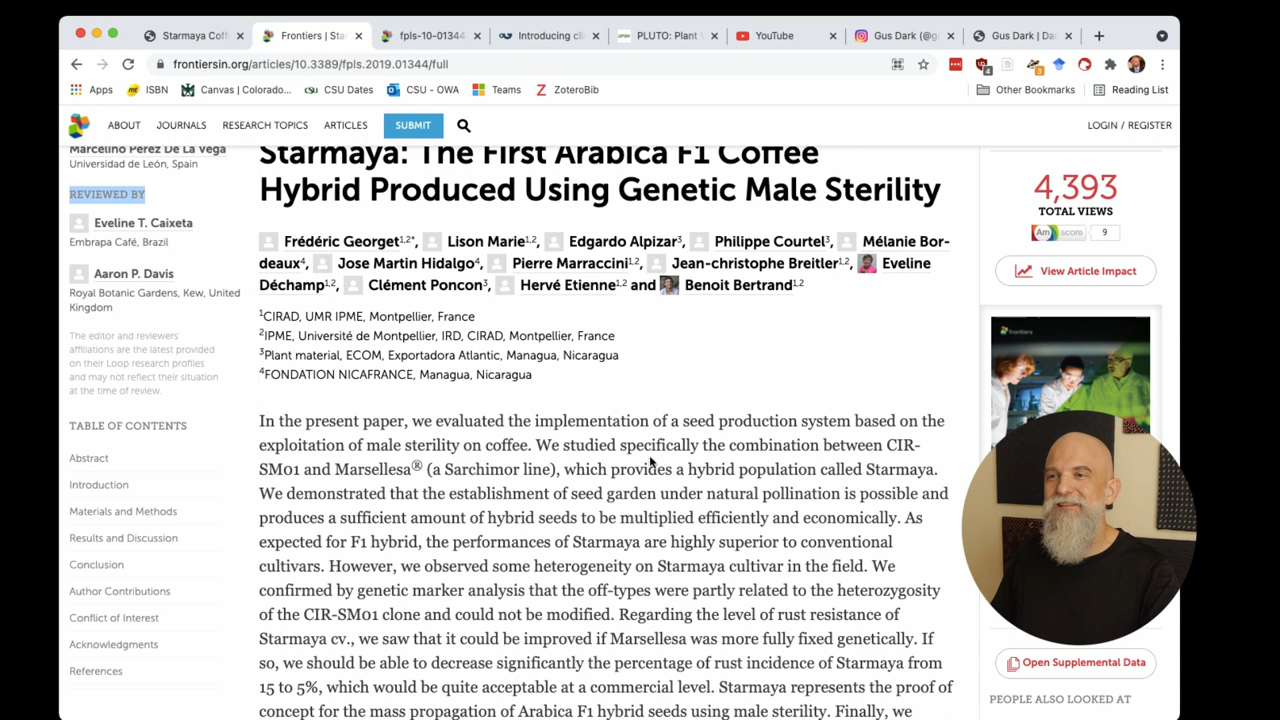 Starmaya Cof
Frontiers | Sta
fpls-10-01344
Introducing cli
PLUTO: Plant V
YouTube
Gus Dark (@g
Gus Dark | Dar
frontiersin.org/articles/10.3389/fpls.2019.01344/full
4
3
Apps
ISBN
Canvas | Colorado...
CSU Dates
CSU - OWA
Teams
ZoteroBib
Other Bookmarks
Reading List
ABOUT
JOURNALS
RESEARCH TOPICS
ARTICLES
SUBMIT
LOGIN / REGISTER
Marcelino Perez De La Vega
Universidad de León, Spain
REVIEWED BY
Eveline T. Caixeta
Embrapa Café, Brazil
Aaron P. Davis
Royal Botanic Gardens, Kew, United
Kingdom
The editor and reviewers'
affiliations are the latest provided
on their Loop research profiles
and may not reflect their situation
at the time of review.
TABLE OF CONTENTS
Abstract
Introduction
Materials and Methods
Results and Discussion
Conclusion
Author Contributions
Conflict of Interest
Acknowledgments
References
Starmaya: The First Arabica F1 Coffee
Hybrid Produced Using Genetic Male Sterility
Frédéric Georget1,2*, Lison Marie1,2, Edgardo Alpizar3, Philippe Courtel3, Mélanie Bor-
deaux4, Jose Martin Hidalgo4, Pierre Marraccini1,2, Jean-christophe Breitler1,2, Eveline
Déchamp1,2, Clément Poncon3, Hervé Etienne1,2 and Benoit Bertrand1,2
1CIRAD, UMR IPME, Montpellier, France
2IPME, Université de Montpellier, IRD, CIRAD, Montpellier, France
3Plant material, ECOM, Exportadora Atlantic, Managua, Nicaragua
4FONDATION NICAFRANCE, Managua, Nicaragua
In the present paper, we evaluated the implementation of a seed production system based on the
exploitation of male sterility on coffee. We studied specifically the combination between CIR-
SM01 and Marsellesa® (a Sarchimor line), which provides a hybrid population called Starmaya.
We demonstrated that the establishment of seed garden under natural pollination is possible and
produces a sufficient amount of hybrid seeds to be multiplied efficiently and economically. As
expected for F1 hybrid, the performances of Starmaya are highly superior to conventional
cultivars. However, we observed some heterogeneity on Starmaya cultivar in the field. We
confirmed by genetic marker analysis that the off-types were partly related to the heterozygosity
of the CIR-SM01 clone and could not be modified. Regarding the level of rust resistance of
Starmaya cv., we saw that it could be improved if Marsellesa was more fully fixed genetically. If
so, we should be able to decrease significantly the percentage of rust incidence of Starmaya from
15 to 5%, which would be quite acceptable at a commercial level. Starmaya represents the proof of
concept for the mass propagation of Arabica F1 hybrid seeds using male sterility. Finally, we
4,393
TOTAL VIEWS
Am score 9
View Article Impact
frontiers
Open Supplemental Data
PEOPLE ALSO LOOKED AT